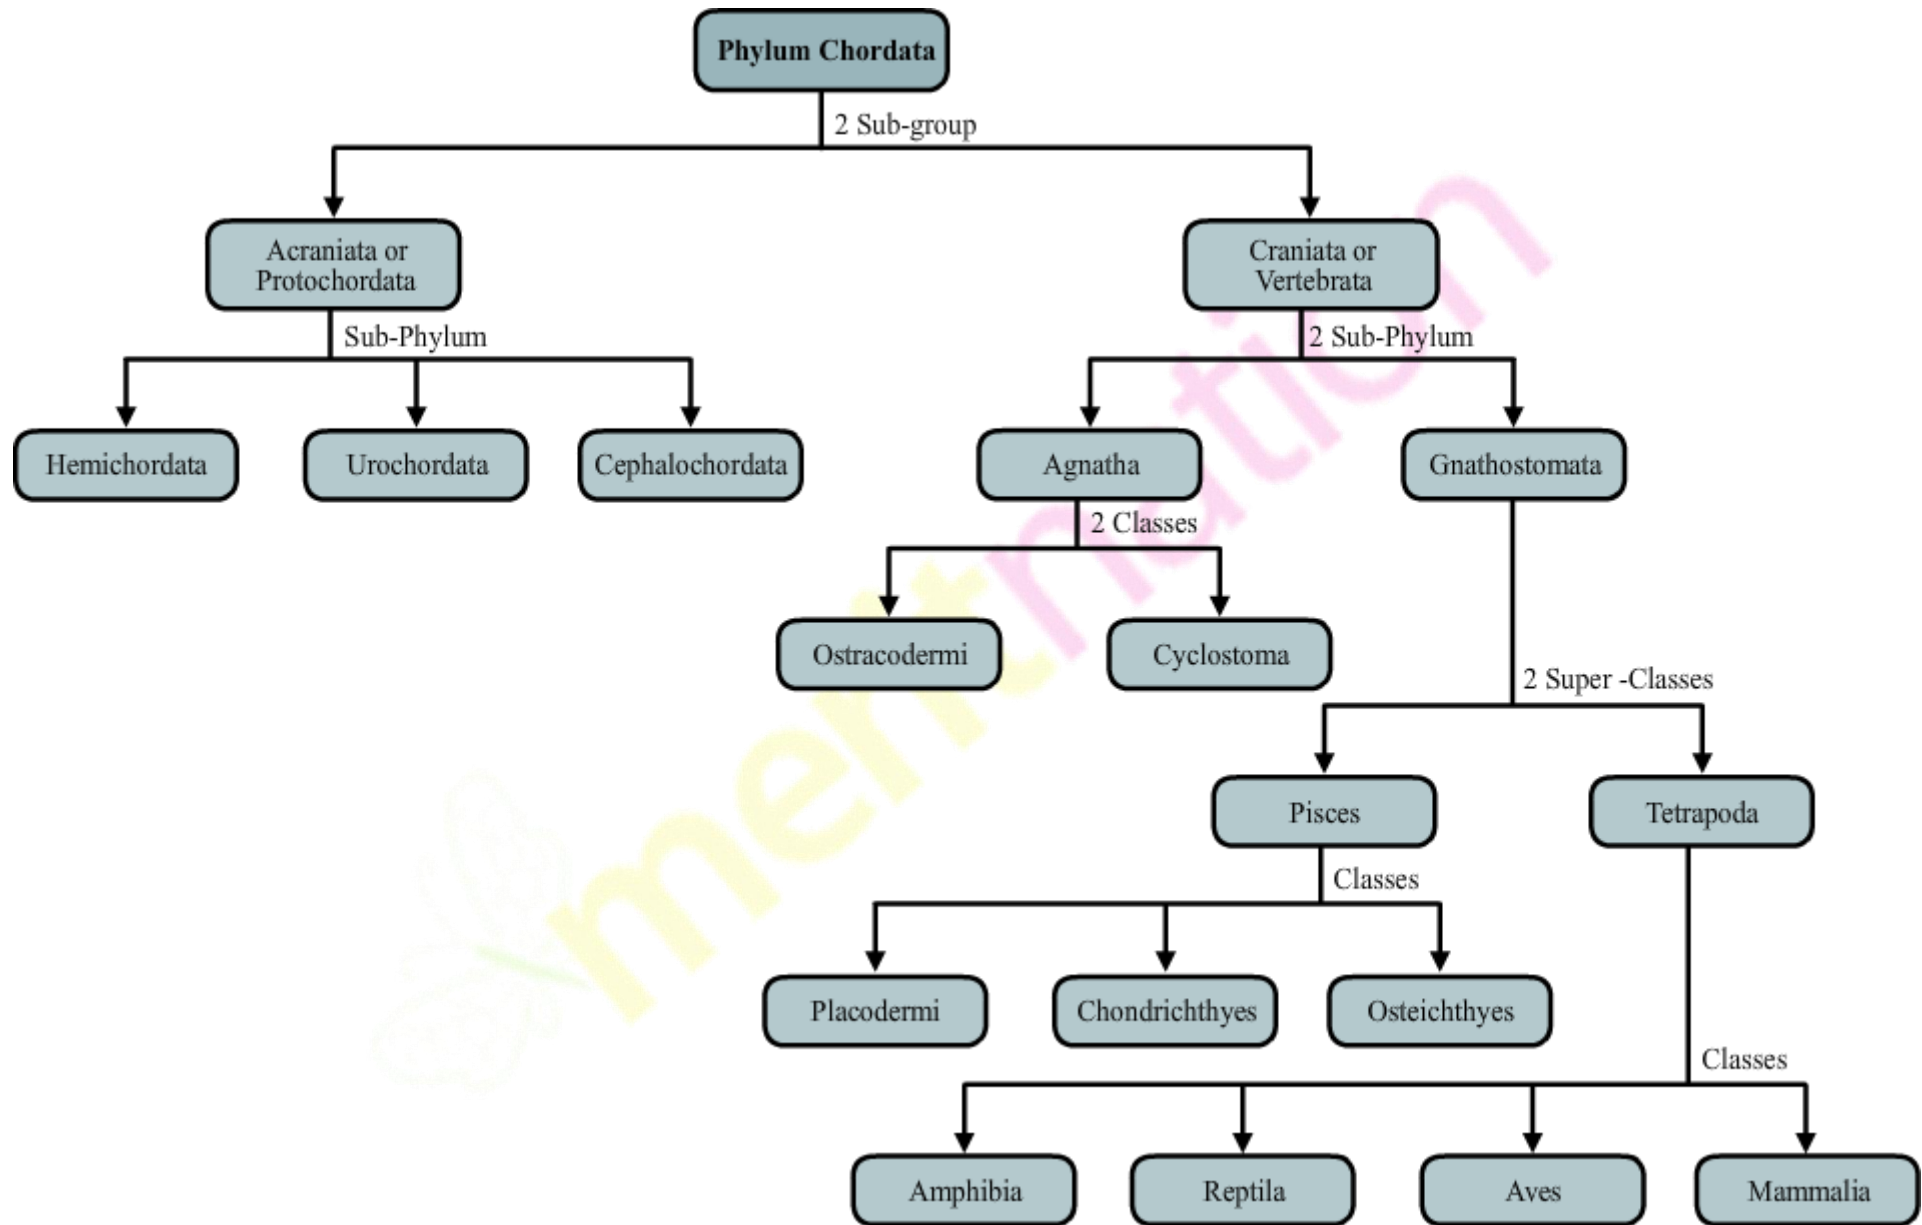 Phylum Chordata
2 Sub-group
Acraniata or
Protochordata
Craniata or
Vertebrata
Sub-Phylum
2 Sub-Phylum
Hemichordata
Urochordata
Cephalochordata
Agnatha
Gnathostomata
2 Classes
Ostracodermi
Cyclostoma
2 Super -Classes
Pisces
Tetrapoda
Classes
Placodermi
Chondrichthyes
Osteichthyes
Classes
Amphibia
Reptila
Aves
Mammalia
meritnation